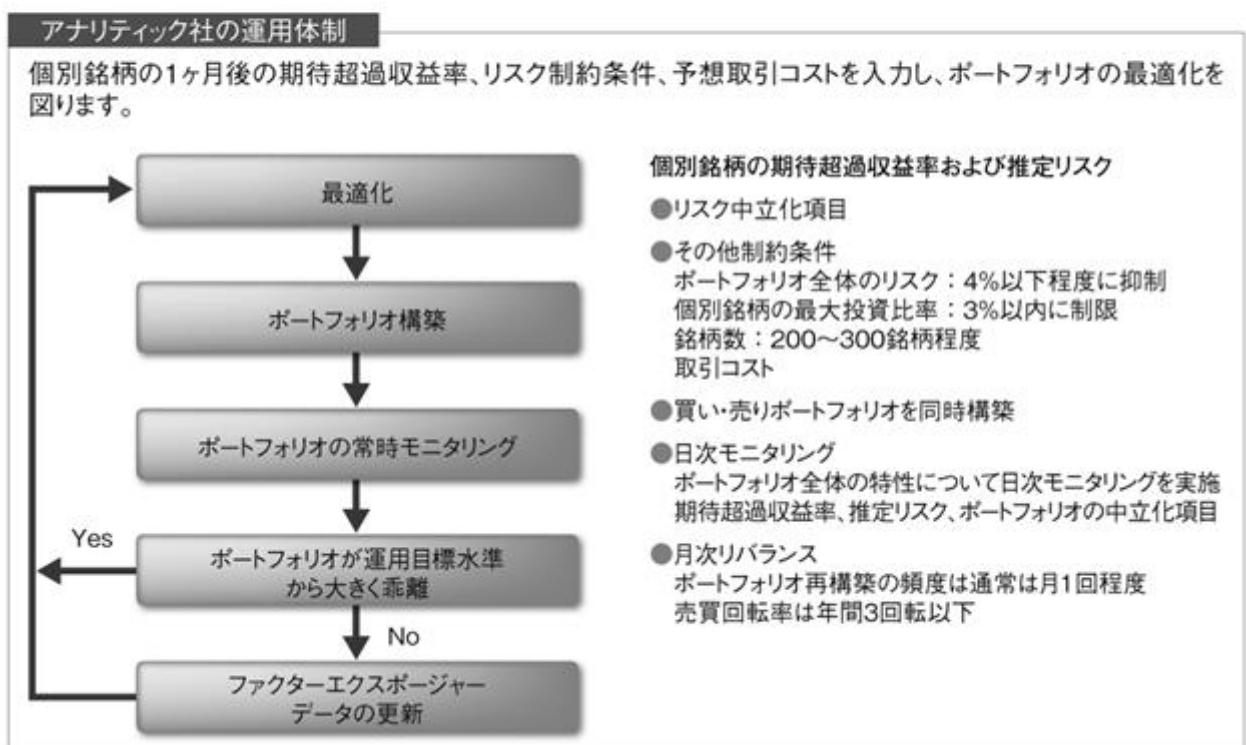 アナリティック社の運用体制
個別銘柄の1ヶ月後の期待超過収益率、リスク制約条件、予想取引コストを入力し、ポートフォリオの最適化を
図ります。
最適化
ポートフォリオ構築
ポートフォリオの常時モニタリング
Yes
ポートフォリオが運用目標水準
から大きく乖離
No
ファクターエクスポージャー
データの更新
個別銘柄の期待超過収益率および推定リスク
●リスク中立化項目
●その他制約条件
ポートフォリオ全体のリスク：4%以下程度に抑制
個別銘柄の最大投資比率：3%以内に制限
銘柄数：200～300銘柄程度
取引コスト
●買い・売りポートフォリオを同時構築
●日次モニタリング
ポートフォリオ全体の特性について日次モニタリングを実施
期待超過収益率、推定リスク、ポートフォリオの中立化項目
●月次リバランス
ポートフォリオ再構築の頻度は通常は月1回程度
売買回転率は年間3回転以下